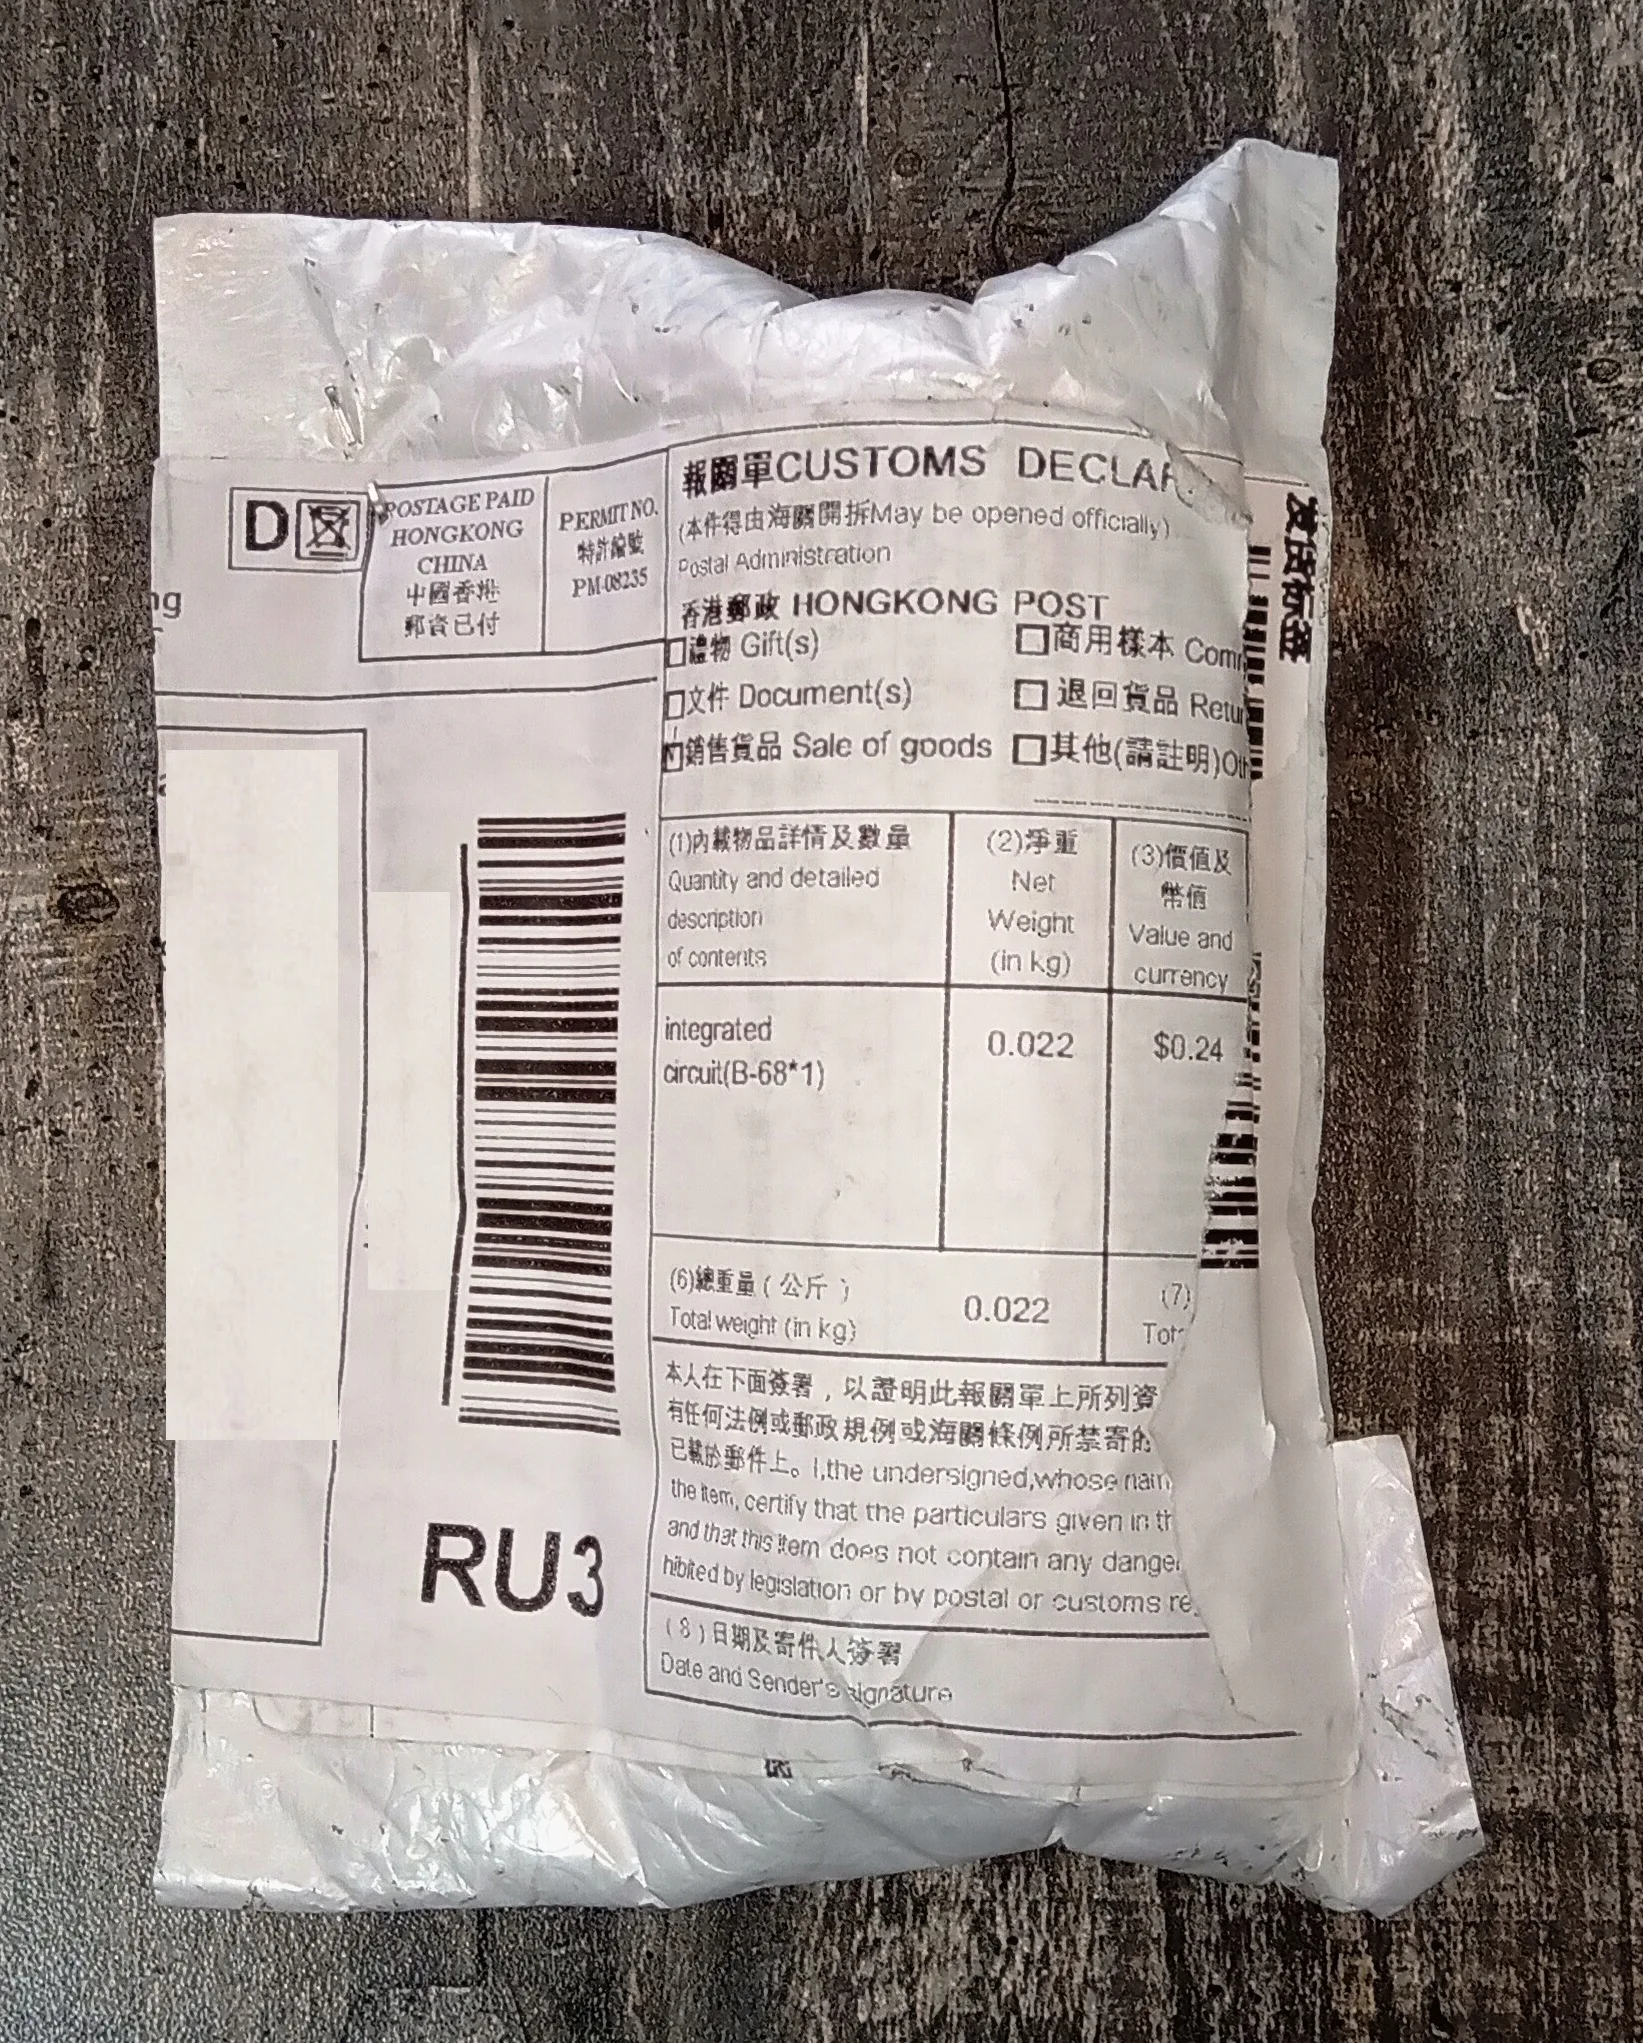 D
POSTAGE PAID
HONGKONG
CHINA
中國香港
郵資已付
PERMIT NO.
特許編號
PM-08235
ng
報關單CUSTOMS DECLAR
(本件得由海關開拆May be opened officially)
Postal Administration
香港郵政 HONGKONG POST
禮物 Gift(s)
商用樣本 Com
文件 Document(s)
退回貨品 Retu
銷售貨品 Sale of goods
其他(請註明)Oth
(1)內載物品詳情及數量
Quantity and detailed
description
of contents
(2)淨重
Net
Weight
(in kg)
(3)價值及
幣值
Value and
currency
integrated
circuit(B-68*1)
0.022
$0.24
(6)總重量(公斤)
Total weight (in kg)
0.022
(7)
Tot
本人在下面簽署，以證明此報關單上所列資
有任何法例或郵政規例或海關條例所禁寄的
已載於郵件上。I,the undersigned,whose nam
the item, certify that the particulars given in th
and that this item does not contain any danger
hibited by legislation or by postal or customs re
(8)日期及寄件人簽署
Date and Sender's signature
RU3